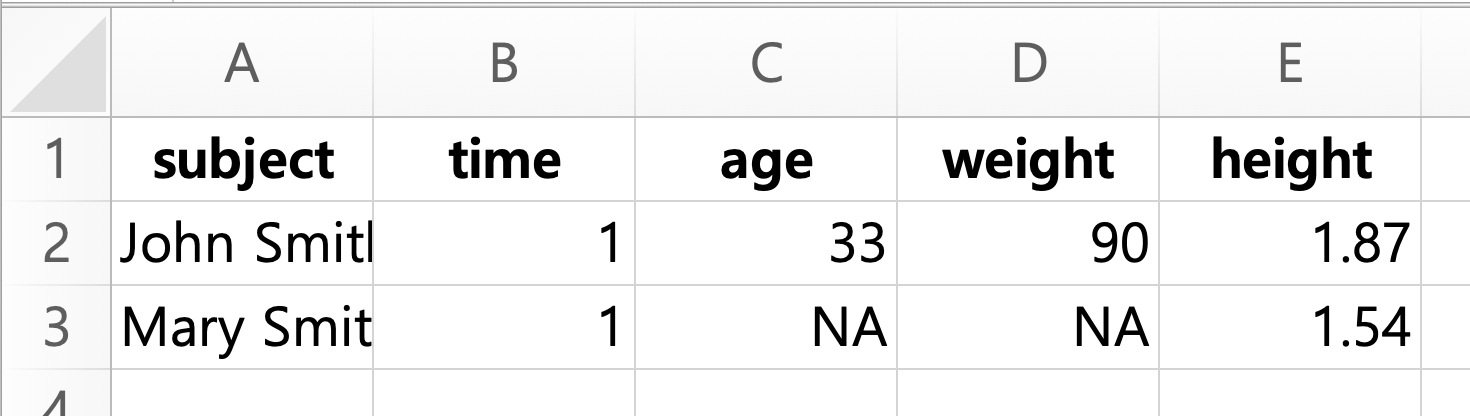 A B C D E
1 subject time age weight height
2 John Smith 1 33 90 1.87
3 Mary Smit 1 NA NA 1.54
4